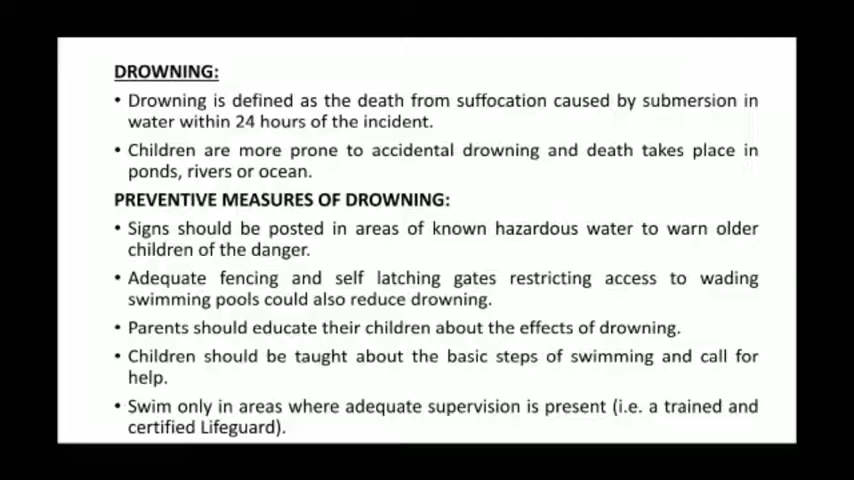 DROWNING:
• Drowning is defined as the death from suffocation caused by submersion in
water within 24 hours of the incident.
• Children are more prone to accidental drowning and death takes place in
ponds, rivers or ocean.
PREVENTIVE MEASURES OF DROWNING:
• Signs should be posted in areas of known hazardous water to warn older
children of the danger.
• Adequate fencing and self latching gates restricting access to wading
swimming pools could also reduce drowning.
• Parents should educate their children about the effects of drowning.
• Children should be taught about the basic steps of swimming and call for
help.
• Swim only in areas where adequate supervision is present (i.e. a trained and
certified Lifeguard).